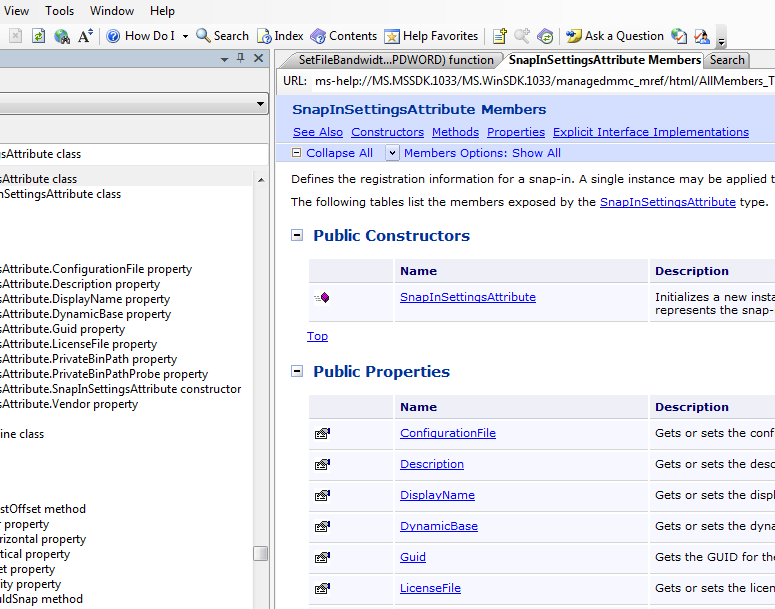 View Tools Window Help
How Do I Search Index Contents Help Favorites Ask a Question
SetFileBandwidt...PDWORD) function SnapInSettingsAttribute Members Search
URL: ms-help://MS.MSSDK.1033/MS.WinSDK.1033/managedmmc_mref/html/AllMembers_T
SnapInSettingsAttribute Members
See Also Constructors Methods Properties Explicit Interface Implementations
Collapse All Members Options: Show All
Defines the registration information for a snap-in. A single instance may be applied t
The following tables list the members exposed by the SnapInSettingsAttribute type.
Public Constructors
Name Description
SnapInSettingsAttribute Initializes a new insta
represents the snap-
Top
Public Properties
Name Description
ConfigurationFile Gets or sets the conf
Description Gets or sets the desc
DisplayName Gets or sets the displ
DynamicBase Gets or sets the dyna
Guid Gets the GUID for the
LicenseFile Gets or sets the licen
sAttribute class
sAttribute class
nSettingsAttribute class
sAttribute.ConfigurationFile property
sAttribute.Description property
sAttribute.DisplayName property
sAttribute.DynamicBase property
sAttribute.Guid property
sAttribute.LicenseFile property
sAttribute.PrivateBinPath property
sAttribute.PrivateBinPathProbe property
sAttribute.SnapInSettingsAttribute constructor
sAttribute.Vendor property
ine class
stOffset method
r property
rizontal property
tical property
et property
ity property
uldSnap method